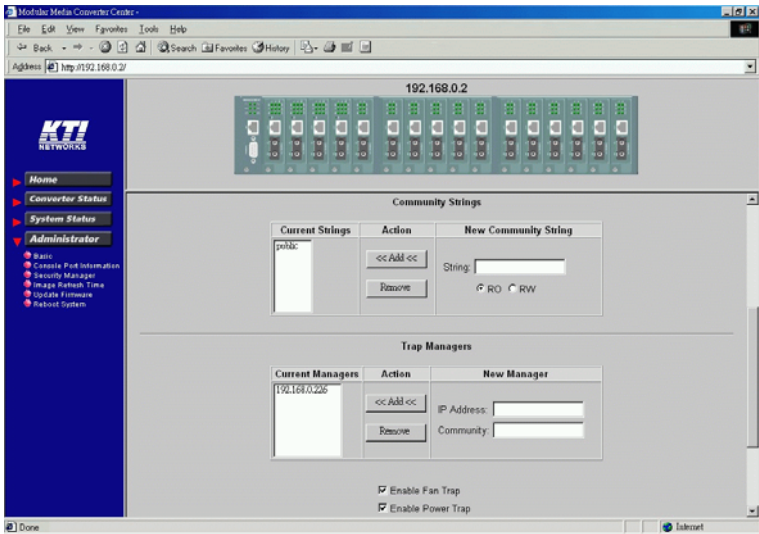 Modular Media Converter Center -
File Edit View Favorites Tools Help
Back Search Favorites History
Address http://192.168.0.2/
192.168.0.2
KTI
NETWORKS
Home
Converter Status
System Status
Administrator
Basic
Console Port Information
Security Manager
Image Refresh Time
Update Firmware
Reboot System
Community Strings
Current Strings Action New Community String
public
<< Add <<
String:
Remove
RO RW
Trap Managers
Current Managers Action New Manager
192.168.0.226
<< Add <<
IP Address:
Remove
Community:
Enable Fan Trap
Enable Power Trap
Done
Internet